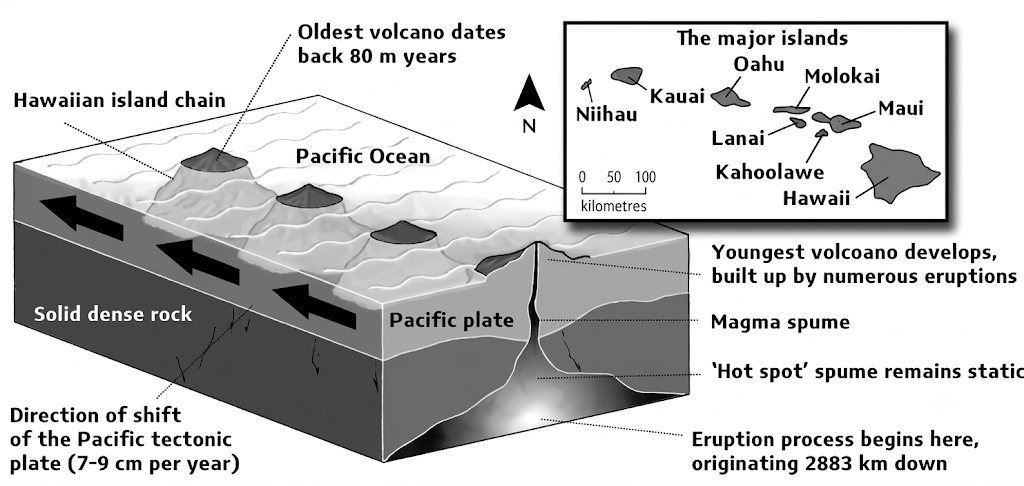 Oldest volcano dates
back 80 m years
Hawaiian island chain
Pacific Ocean
N
The major islands
Niihau
Kauai
Oahu
Molokai
Maui
Lanai
Kahoolawe
Hawaii
0 50 100
kilometres
Solid dense rock
Pacific plate
Youngest volcoano develops,
built up by numerous eruptions
Magma spume
‘Hot spot’ spume remains static
Direction of shift
of the Pacific tectonic
plate (7-9 cm per year)
Eruption process begins here,
originating 2883 km down